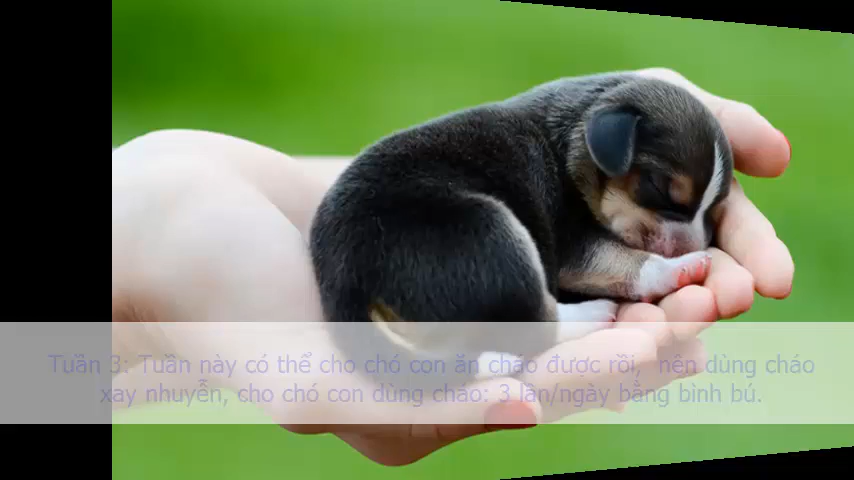 Tuần 3: Tuần này có thể cho chó con ăn cháo được rồi, nên dùng cháo
xay nhuyễn, cho chó con dùng cháo: 3 lần/ngày bằng bình bú.